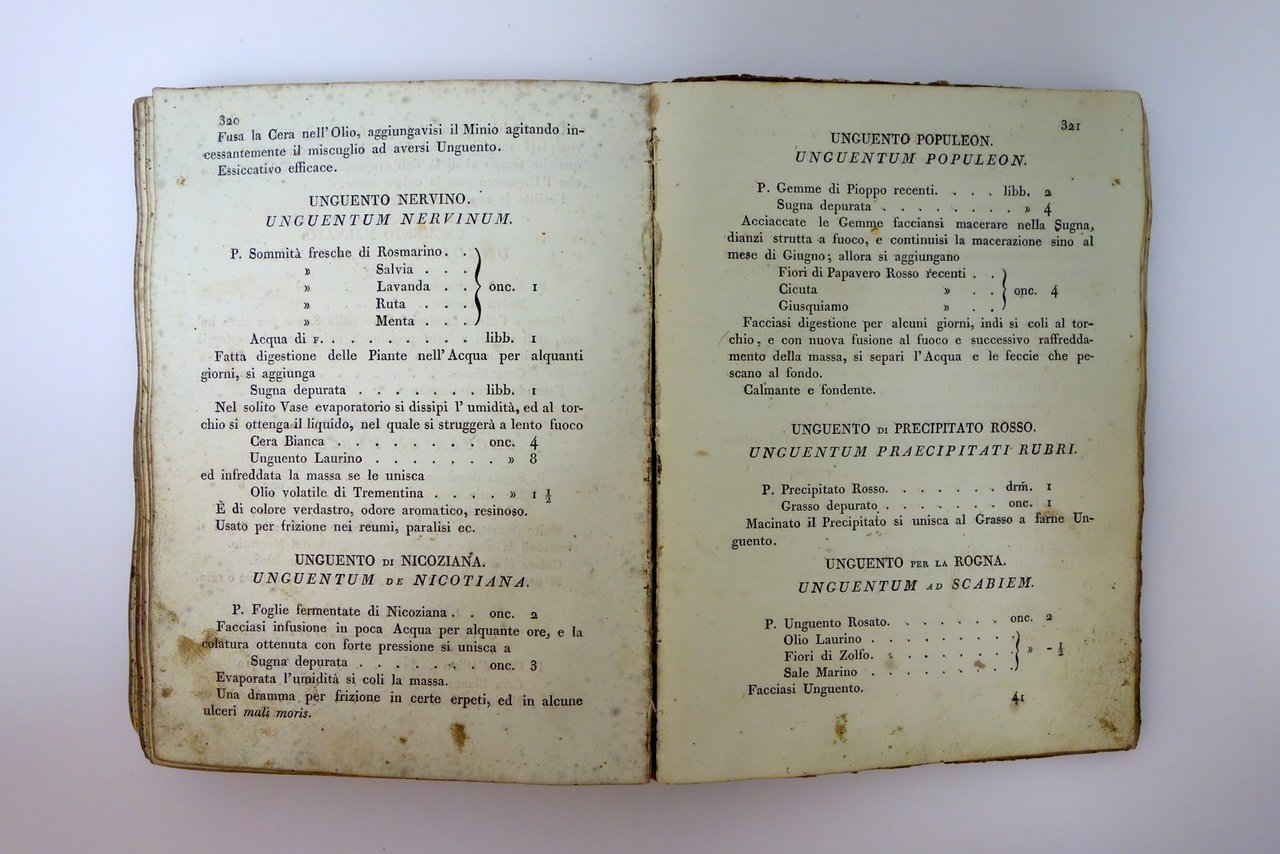 320
Fusa la Cera nell'Olio, aggiungavisi il Minio agitando in-
cessantemente il miscuglio ad aversi Unguento.
Essiccativo efficace.
UNGUENTO NERVINO.
UNGUENTUM NERVINUM.
P. Sommità fresche di Rosmarino. .
» Salvia . . .
» Lavanda . . } onc. 1
» Ruta . . .
» Menta . . .
Acqua di F. . . . . . . . . libb. 1
Fatta digestione delle Piante nell'Acqua per alquanti
giorni, si aggiunga
Sugna depurata . . . . . . . libb. 1
Nel solito Vase evaporatorio si dissipi l'umidità, ed al tor-
chio si ottenga il liquido, nel quale si struggerà a lento fuoco
Cera Bianca . . . . . . . . onc. 4
Unguento Laurino . . . . . . . » 8
ed infreddata la massa se le unisca
Olio volatile di Trementina . . . . » 1 ½
È di colore verdastro, odore aromatico, resinoso.
Usato per frizione nei reumi, paralisi ec.
UNGUENTO DI NICOZIANA.
UNGUENTUM DE NICOTIANA.
P. Foglie fermentate di Nicoziana . . onc. 2
Facciasi infusione in poca Acqua per alquante ore, e la
colatura ottenuta con forte pressione si unisca a
Sugna depurata . . . . . . . onc. 3
Evaporata l'umidità si coli la massa.
Una dramma per frizione in certe erpeti, ed in alcune
ulceri mali moris.
321
UNGUENTO POPULEON.
UNGUENTUM POPULEON.
P. Gemme di Pioppo recenti. . . . libb. 2
Sugna depurata . . . . . . . . » 4
Acciaccate le Gemme facciansi macerare nella Sugna,
dianzi strutta a fuoco, e continuisi la macerazione sino al
mese di Giugno; allora si aggiungano
Fiori di Papavero Rosso recenti . .
Cicuta » . . } onc. 4
Giusquiamo » . .
Facciasi digestione per alcuni giorni, indi si coli al tor-
chio, e con nuova fusione al fuoco e successivo raffredda-
mento della massa, si separi l'Acqua e le feccie che pe-
scano al fondo.
Calmante e fondente.
UNGUENTO DI PRECIPITATO ROSSO.
UNGUENTUM PRAECIPITATI RUBRI.
P. Precipitato Rosso. . . . . . . drm. 1
Grasso depurato . . . . . . . onc. 1
Macinato il Precipitato si unisca al Grasso a farne Un-
guento.
UNGUENTO PER LA ROGNA.
UNGUENTUM AD SCABIEM.
P. Unguento Rosato. . . . . . . onc. 2
Olio Laurino . . . . . . . .
Fiori di Zolfo. . . . . . . . } » - ½
Sale Marino . . . . . . . .
Facciasi Unguento.
41